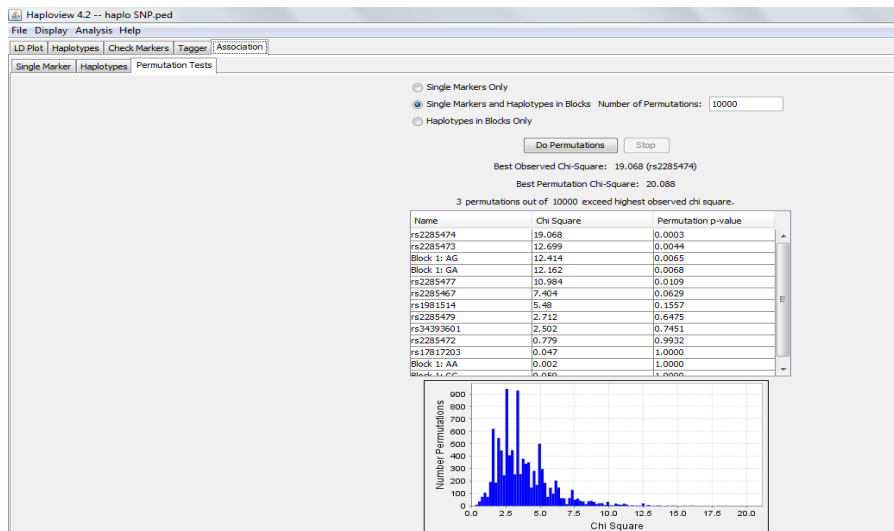 Haploview 4.2 -- haplo SNP.ped
File Display Analysis Help
LD Plot Haplotypes Check Markers Tagger Association
Single Marker Haplotypes Permutation Tests
Single Markers Only
Single Markers and Haplotypes in Blocks Number of Permutations: 10000
Haplotypes in Blocks Only
Do Permutations Stop
Best Observed Chi-Square: 19.068 (rs2285474)
Best Permutation Chi-Square: 20.088
3 permutations out of 10000 exceed highest observed chi square.
Name Chi Square Permutation p-value
rs2285474 19.068 0.0003
rs2285473 12.699 0.0044
Block 1: AG 12.414 0.0065
Block 1: GA 12.162 0.0068
rs2285477 10.984 0.0109
rs2285467 7.404 0.0629
rs1981514 5.48 0.1557
rs2285479 2.712 0.6475
rs34393601 2.502 0.7451
rs2285472 0.779 0.9932
rs17817203 0.047 1.0000
Block 1: AA 0.002 1.0000
Block 1: 1.0000
Number Permutations
900
800
700
600
500
400
300
200
100
0
0.0 2.5 5.0 7.5 10.0 12.5 15.0 17.5 20.0
Chi Square